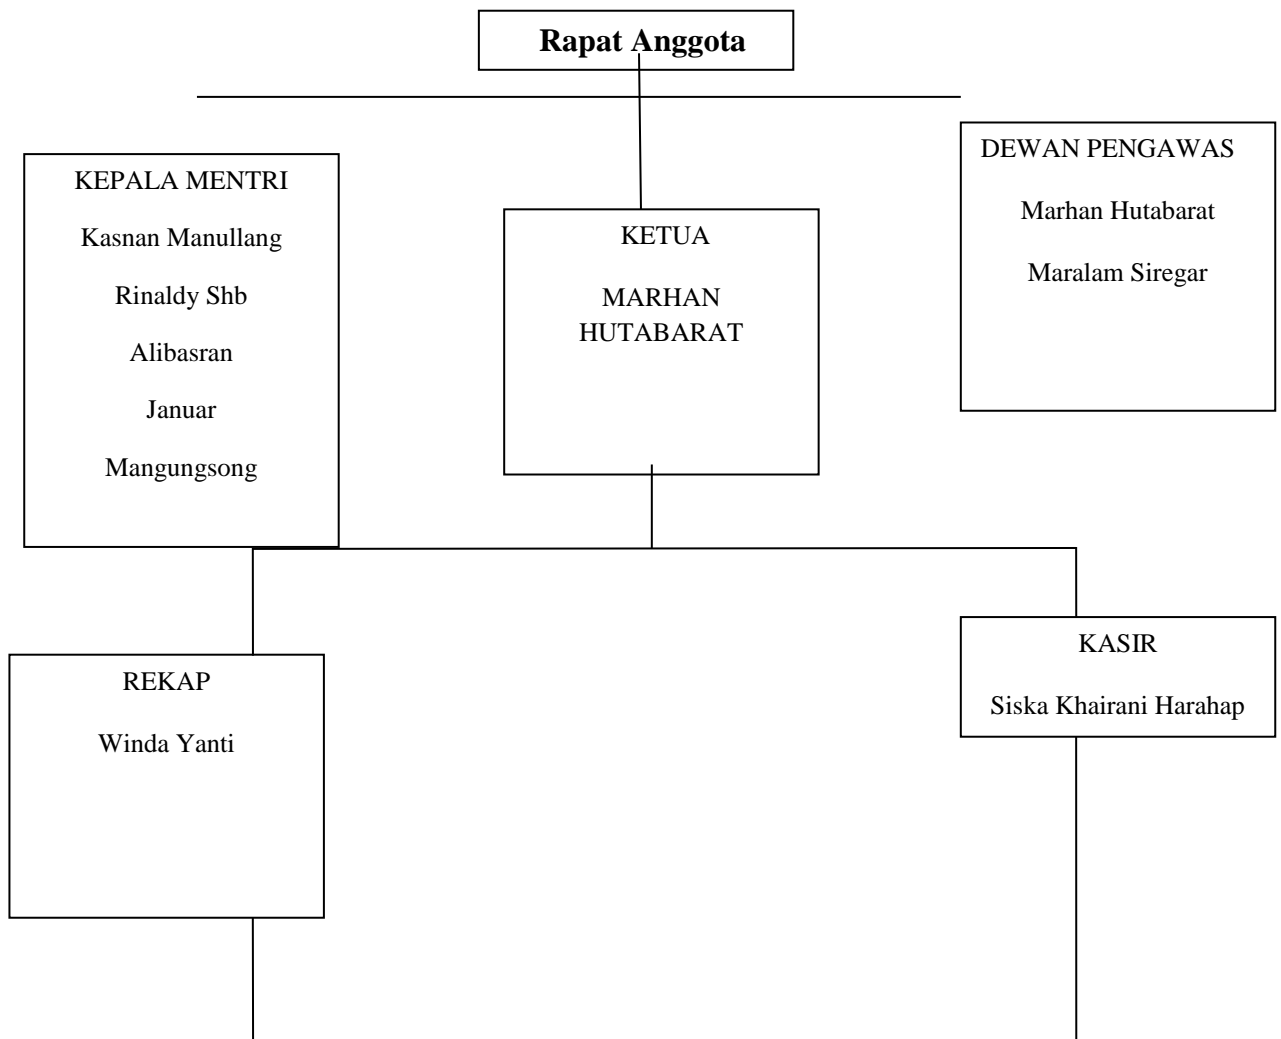 Rapat Anggota
KEPALA MENTRI
Kasnan Manullang
Rinaldy Shb
Alibasran
Januar
Mangungsong
KETUA
MARHAN
HUTABARAT
DEWAN PENGAWAS
Marhan Hutabarat
Maralam Siregar
REKAP
Winda Yanti
KASIR
Siska Khairani Harahap